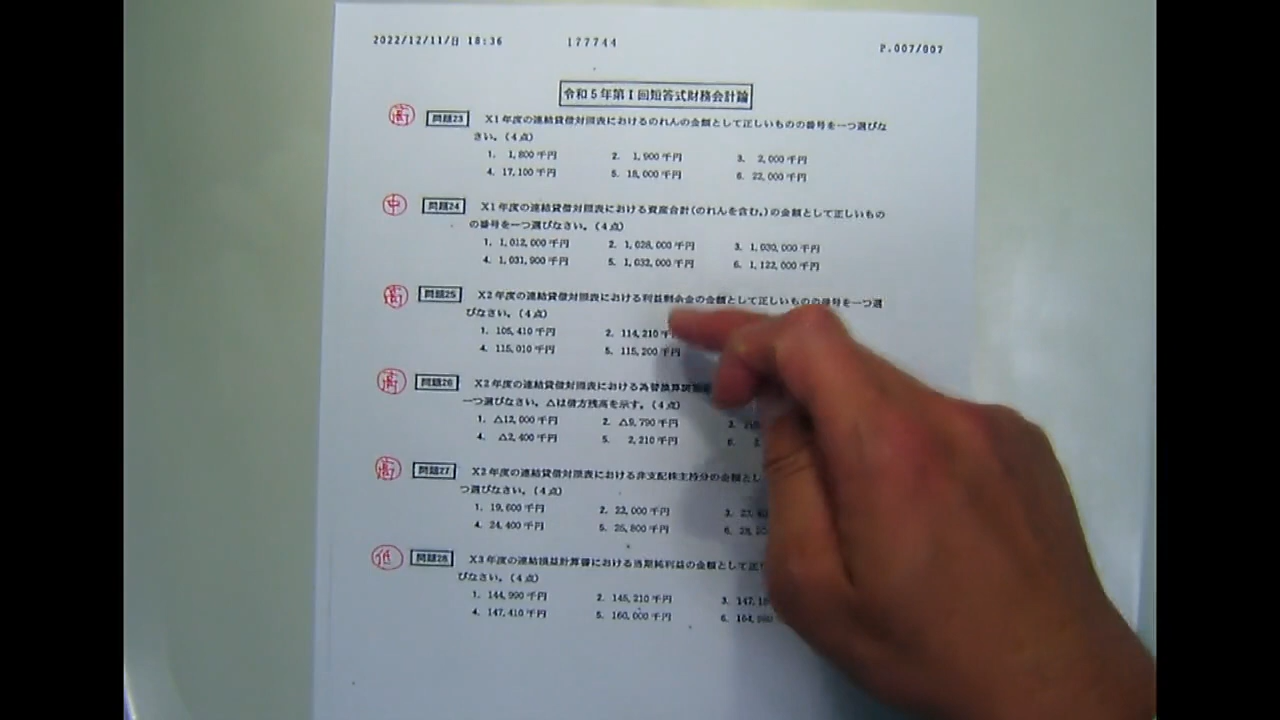 2022/12/11/日 18:36 177744 P.007/007
令和5年第Ⅰ回短答式財務会計論
高 問題23 X1年度の連結貸借対照表におけるのれんの金額として正しいものの番号を一つ選びな
さい。(4点)
1. 1,800千円 2. 1,900千円 3. 2,000千円
4. 17,100千円 5. 18,000千円 6. 22,000千円
中 問題24 X1年度の連結貸借対照表における資産合計(のれんを含む。)の金額として正しいもの
の番号を一つ選びなさい。(4点)
1. 1,012,000千円 2. 1,028,000千円 3. 1,030,000千円
4. 1,031,900千円 5. 1,032,000千円 6. 1,122,000千円
高 問題25 X2年度の連結貸借対照表における利益剰余金の金額として正しいものの番号を一つ選
びなさい。(4点)
1. 105,410千円 2. 114,210千
4. 115,010千円 5. 115,200千円
高 問題26 X2年度の連結貸借対照表における為替換算調整
一つ選びなさい。△は借方残高を示す。(4点)
1. △12,000千円 2. △9,790千円 3.
4. △2,400千円 5. 2,210千円 6.
高 問題27 X2年度の連結貸借対照表における非支配株主持分の金額とし
つ選びなさい。(4点)
1. 19,600千円 2. 22,000千円 3.
4. 24,400千円 5. 25,800千円 6.
低 問題28 X3年度の連結損益計算書における当期純利益の金額として正
びなさい。(4点)
1. 144,990千円 2. 145,210千円 3.
4. 147,410千円 5. 160,000千円 6.